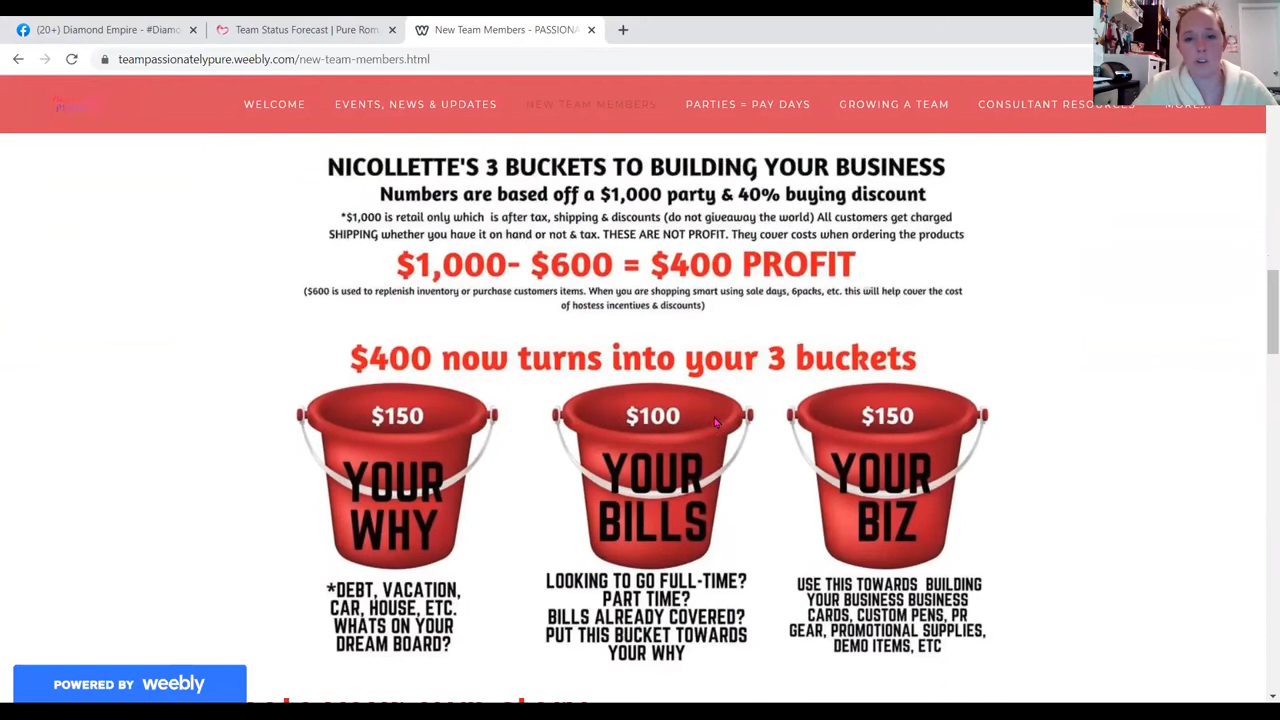 (20+) Diamond Empire - #Diamo
Team Status Forecast | Pure Rom
New Team Members - PASSIONA
teampassionatelypure.weebly.com/new-team-members.html
WELCOME
EVENTS, NEWS & UPDATES
NEW TEAM MEMBERS
PARTIES = PAY DAYS
GROWING A TEAM
CONSULTANT RESOURCES
MORE...
NICOLLETTE'S 3 BUCKETS TO BUILDING YOUR BUSINESS
Numbers are based off a $1,000 party & 40% buying discount
*$1,000 is retail only which is after tax, shipping & discounts (do not giveaway the world) All customers get charged
SHIPPING whether you have it on hand or not & tax. THESE ARE NOT PROFIT. They cover costs when ordering the products
$1,000- $600 = $400 PROFIT
($600 is used to replenish inventory or purchase customers items. When you are shopping smart using sale days, 6packs, etc. this will help cover the cost
of hostess incentives & discounts)
$400 now turns into your 3 buckets
$150
YOUR
WHY
*DEBT, VACATION,
CAR, HOUSE, ETC.
WHATS ON YOUR
DREAM BOARD?
$100
YOUR
BILLS
LOOKING TO GO FULL-TIME?
PART TIME?
BILLS ALREADY COVERED?
PUT THIS BUCKET TOWARDS
YOUR WHY
$150
YOUR
BIZ
USE THIS TOWARDS BUILDING
YOUR BUSINESS BUSINESS
CARDS, CUSTOM PENS, PR
GEAR, PROMOTIONAL SUPPLIES,
DEMO ITEMS, ETC
POWERED BY weebly